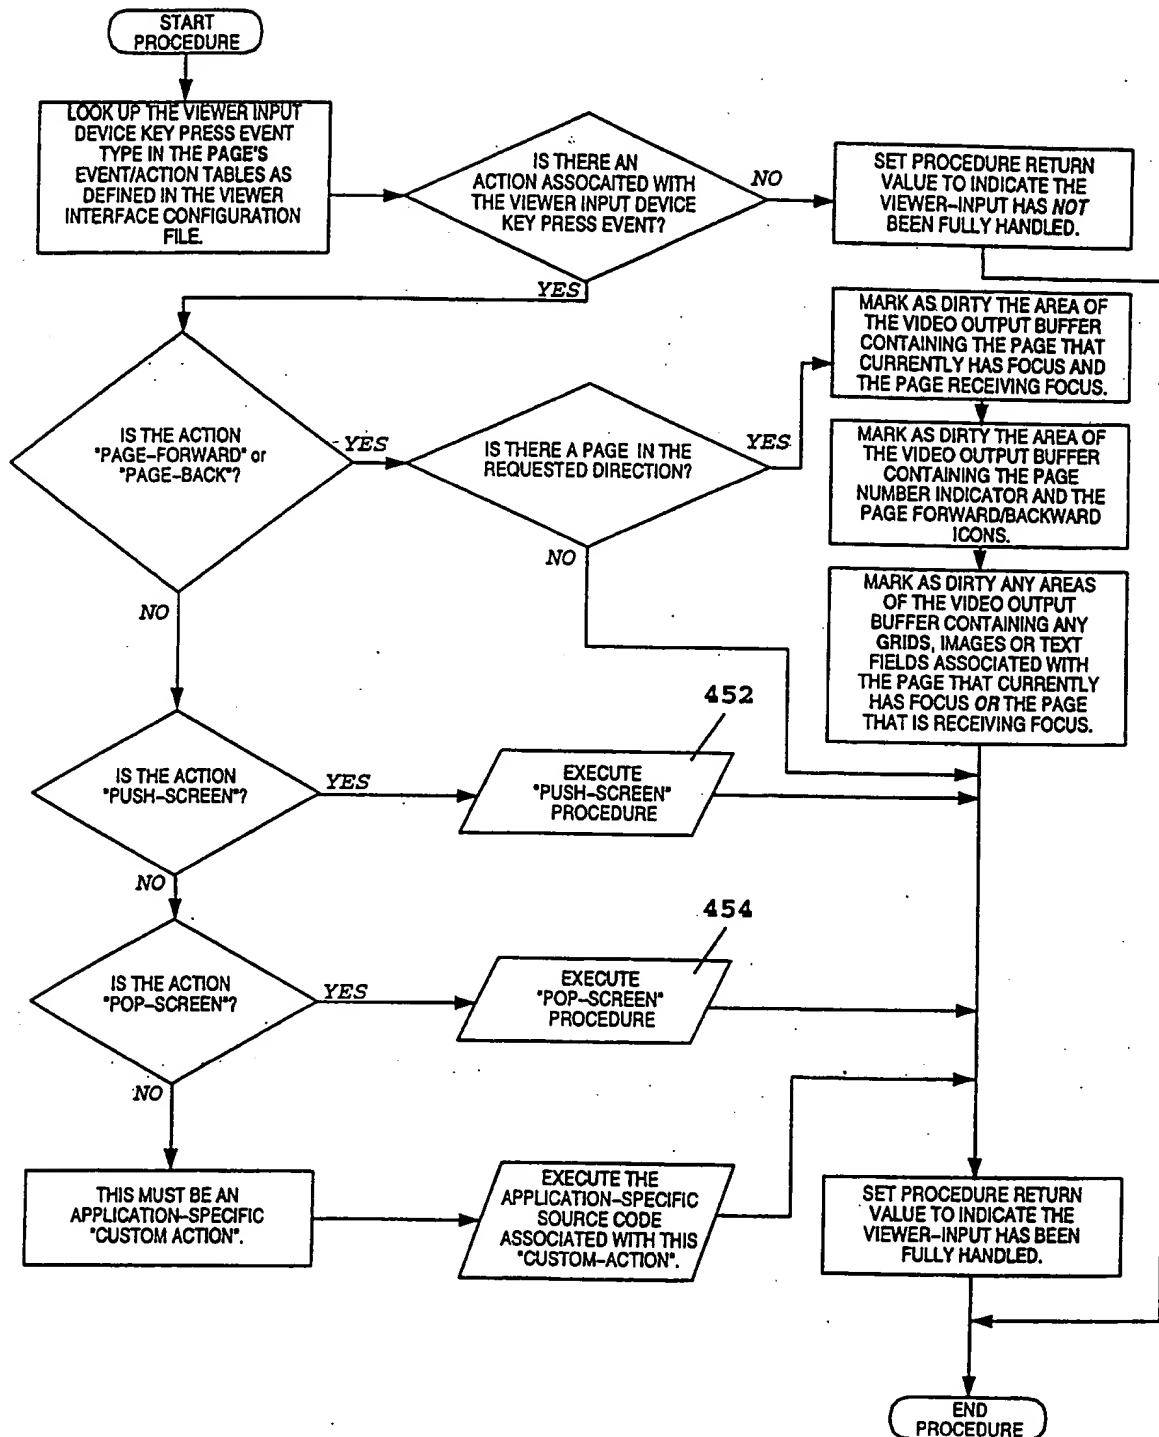 START
PROCEDURE
LOOK UP THE VIEWER INPUT
DEVICE KEY PRESS EVENT
TYPE IN THE PAGE'S
EVENT/ACTION TABLES AS
DEFINED IN THE VIEWER
INTERFACE CONFIGURATION
FILE.
IS THERE AN
ACTION ASSOCAITED WITH
THE VIEWER INPUT DEVICE
KEY PRESS EVENT?
NO
SET PROCEDURE RETURN
VALUE TO INDICATE THE
VIEWER-INPUT HAS NOT
BEEN FULLY HANDLED.
YES
IS THE ACTION
"PAGE-FORWARD" or
"PAGE-BACK"?
YES
IS THERE A PAGE IN THE
REQUESTED DIRECTION?
YES
MARK AS DIRTY THE AREA OF
THE VIDEO OUTPUT BUFFER
CONTAINING THE PAGE THAT
CURRENTLY HAS FOCUS AND
THE PAGE RECEIVING FOCUS.
MARK AS DIRTY THE AREA OF
THE VIDEO OUTPUT BUFFER
CONTAINING THE PAGE
NUMBER INDICATOR AND THE
PAGE FORWARD/BACKWARD
ICONS.
MARK AS DIRTY ANY AREAS
OF THE VIDEO OUTPUT
BUFFER CONTAINING ANY
GRIDS, IMAGES OR TEXT
FIELDS ASSOCIATED WITH
THE PAGE THAT CURRENTLY
HAS FOCUS OR THE PAGE
THAT IS RECEIVING FOCUS.
NO
NO
IS THE ACTION
"PUSH-SCREEN"?
YES
452
EXECUTE
"PUSH-SCREEN"
PROCEDURE
NO
IS THE ACTION
"POP-SCREEN"?
YES
454
EXECUTE
"POP-SCREEN"
PROCEDURE
NO
THIS MUST BE AN
APPLICATION-SPECIFIC
"CUSTOM ACTION".
EXECUTE THE
APPLICATION-SPECIFIC
SOURCE CODE
ASSOCIATED WITH THIS
"CUSTOM-ACTION".
SET PROCEDURE RETURN
VALUE TO INDICATE THE
VIEWER-INPUT HAS BEEN
FULLY HANDLED.
END
PROCEDURE